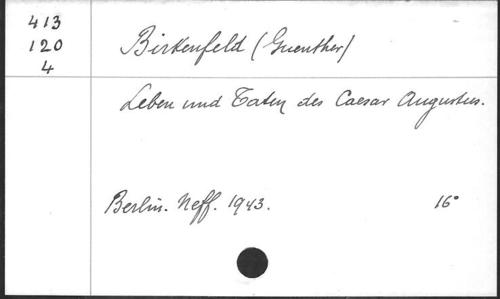 413
120
4
Birkenfeld (Guenther)
Leben und Taten des Caesar Augustus.
Berlin. Neff. 1943. 16°